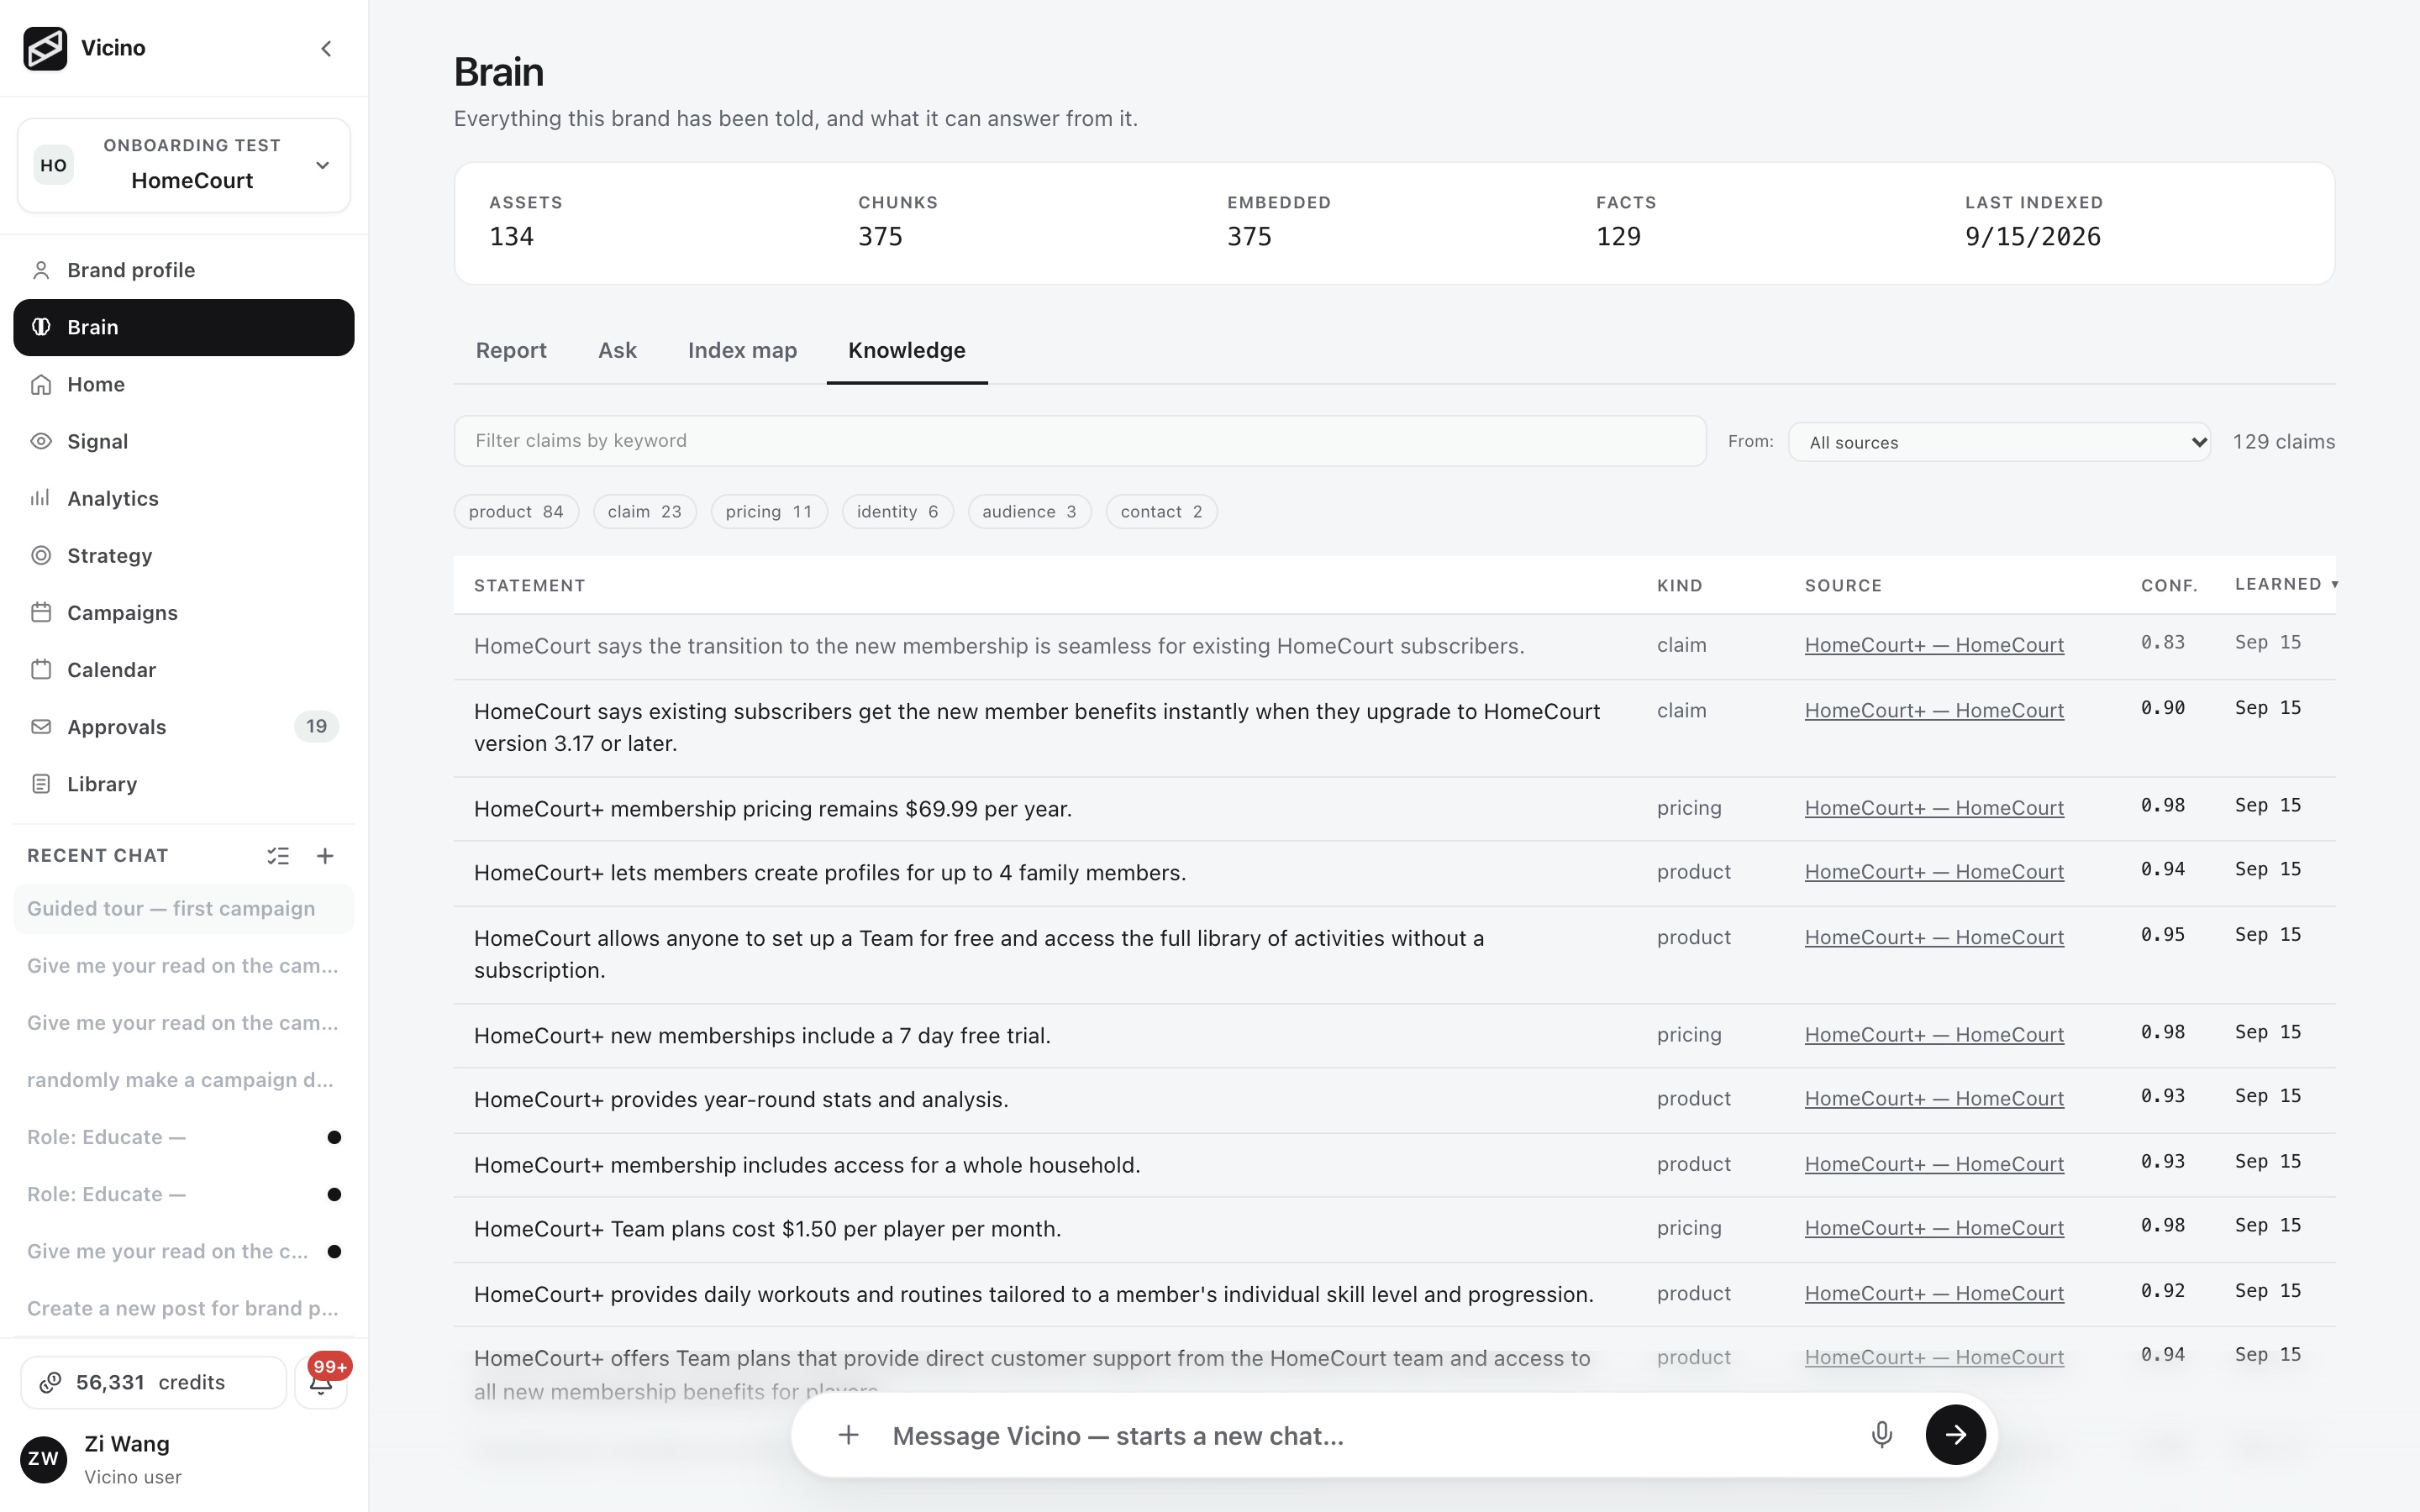 Vicino
HO
ONBOARDING TEST
HomeCourt
Brand profile
Brain
Home
Signal
Analytics
Strategy
Campaigns
Calendar
Approvals 19
Library
RECENT CHAT
Guided tour — first campaign
Give me your read on the cam...
Give me your read on the cam...
randomly make a campaign d...
Role: Educate —
Role: Educate —
Give me your read on the c...
Create a new post for brand p...
56,331 credits
99+
ZW
Zi Wang
Vicino user
Brain
Everything this brand has been told, and what it can answer from it.
ASSETS CHUNKS EMBEDDED FACTS LAST INDEXED
134 375 375 129 9/15/2026
Report Ask Index map Knowledge
Filter claims by keyword From: All sources 129 claims
product 84 claim 23 pricing 11 identity 6 audience 3 contact 2
STATEMENT KIND SOURCE CONF. LEARNED ▼
HomeCourt says the transition to the new membership is seamless for existing HomeCourt subscribers. claim HomeCourt+ — HomeCourt 0.83 Sep 15
HomeCourt says existing subscribers get the new member benefits instantly when they upgrade to HomeCourt claim HomeCourt+ — HomeCourt 0.90 Sep 15
version 3.17 or later.
HomeCourt+ membership pricing remains $69.99 per year. pricing HomeCourt+ — HomeCourt 0.98 Sep 15
HomeCourt+ lets members create profiles for up to 4 family members. product HomeCourt+ — HomeCourt 0.94 Sep 15
HomeCourt allows anyone to set up a Team for free and access the full library of activities without a product HomeCourt+ — HomeCourt 0.95 Sep 15
subscription.
HomeCourt+ new memberships include a 7 day free trial. pricing HomeCourt+ — HomeCourt 0.98 Sep 15
HomeCourt+ provides year-round stats and analysis. product HomeCourt+ — HomeCourt 0.93 Sep 15
HomeCourt+ membership includes access for a whole household. product HomeCourt+ — HomeCourt 0.93 Sep 15
HomeCourt+ Team plans cost $1.50 per player per month. pricing HomeCourt+ — HomeCourt 0.98 Sep 15
HomeCourt+ provides daily workouts and routines tailored to a member's individual skill level and progression. product HomeCourt+ — HomeCourt 0.92 Sep 15
HomeCourt+ offers Team plans that provide direct customer support from the HomeCourt team and access to product HomeCourt+ — HomeCourt 0.94 Sep 15
all new membership benefits for players.
Message Vicino — starts a new chat...